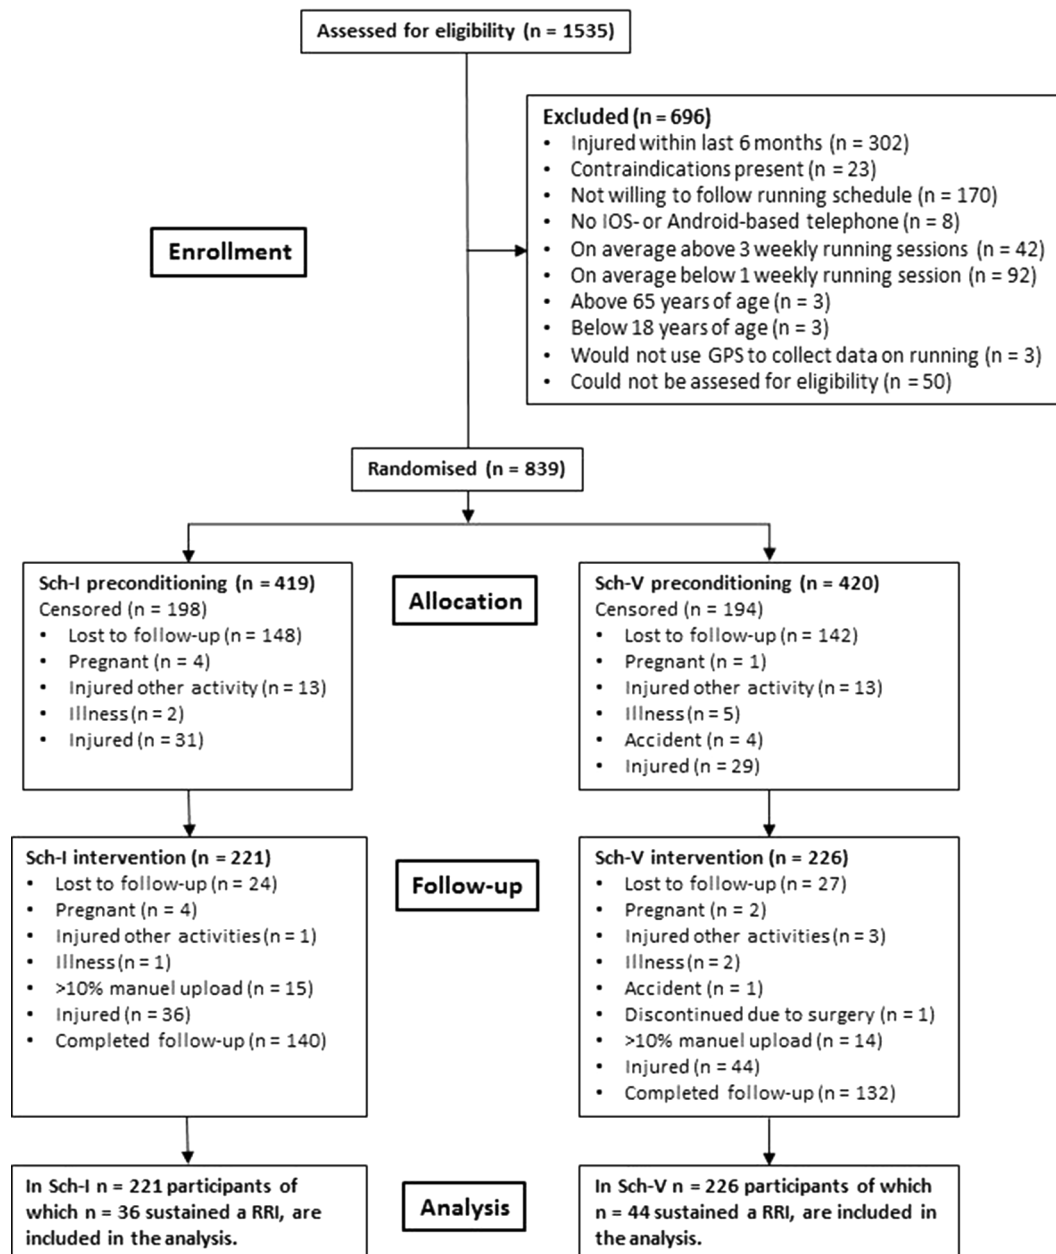 Assessed for eligibility (n = 1535)
Excluded (n = 696)
• Injured within last 6 months (n = 302)
• Contraindications present (n = 23)
• Not willing to follow running schedule (n = 170)
• No IOS- or Android-based telephone (n = 8)
• On average above 3 weekly running sessions (n = 42)
• On average below 1 weekly running session (n = 92)
• Above 65 years of age (n = 3)
• Below 18 years of age (n = 3)
• Would not use GPS to collect data on running (n = 3)
• Could not be assesed for eligibility (n = 50)
Enrollment
Randomised (n = 839)
Sch-I preconditioning (n = 419)
Censored (n = 198)
• Lost to follow-up (n = 148)
• Pregnant (n = 4)
• Injured other activity (n = 13)
• Illness (n = 2)
• Injured (n = 31)
Allocation
Sch-V preconditioning (n = 420)
Censored (n = 194)
• Lost to follow-up (n = 142)
• Pregnant (n = 1)
• Injured other activity (n = 13)
• Illness (n = 5)
• Accident (n = 4)
• Injured (n = 29)
Sch-I intervention (n = 221)
• Lost to follow-up (n = 24)
• Pregnant (n = 4)
• Injured other activities (n = 1)
• Illness (n = 1)
• >10% manuel upload (n = 15)
• Injured (n = 36)
• Completed follow-up (n = 140)
Follow-up
Sch-V intervention (n = 226)
• Lost to follow-up (n = 27)
• Pregnant (n = 2)
• Injured other activities (n = 3)
• Illness (n = 2)
• Accident (n = 1)
• Discontinued due to surgery (n = 1)
• >10% manuel upload (n = 14)
• Injured (n = 44)
• Completed follow-up (n = 132)
In Sch-I n = 221 participants of
which n = 36 sustained a RRI, are
included in the analysis.
Analysis
In Sch-V n = 226 participants of which
n = 44 sustained a RRI, are included in
the analysis.